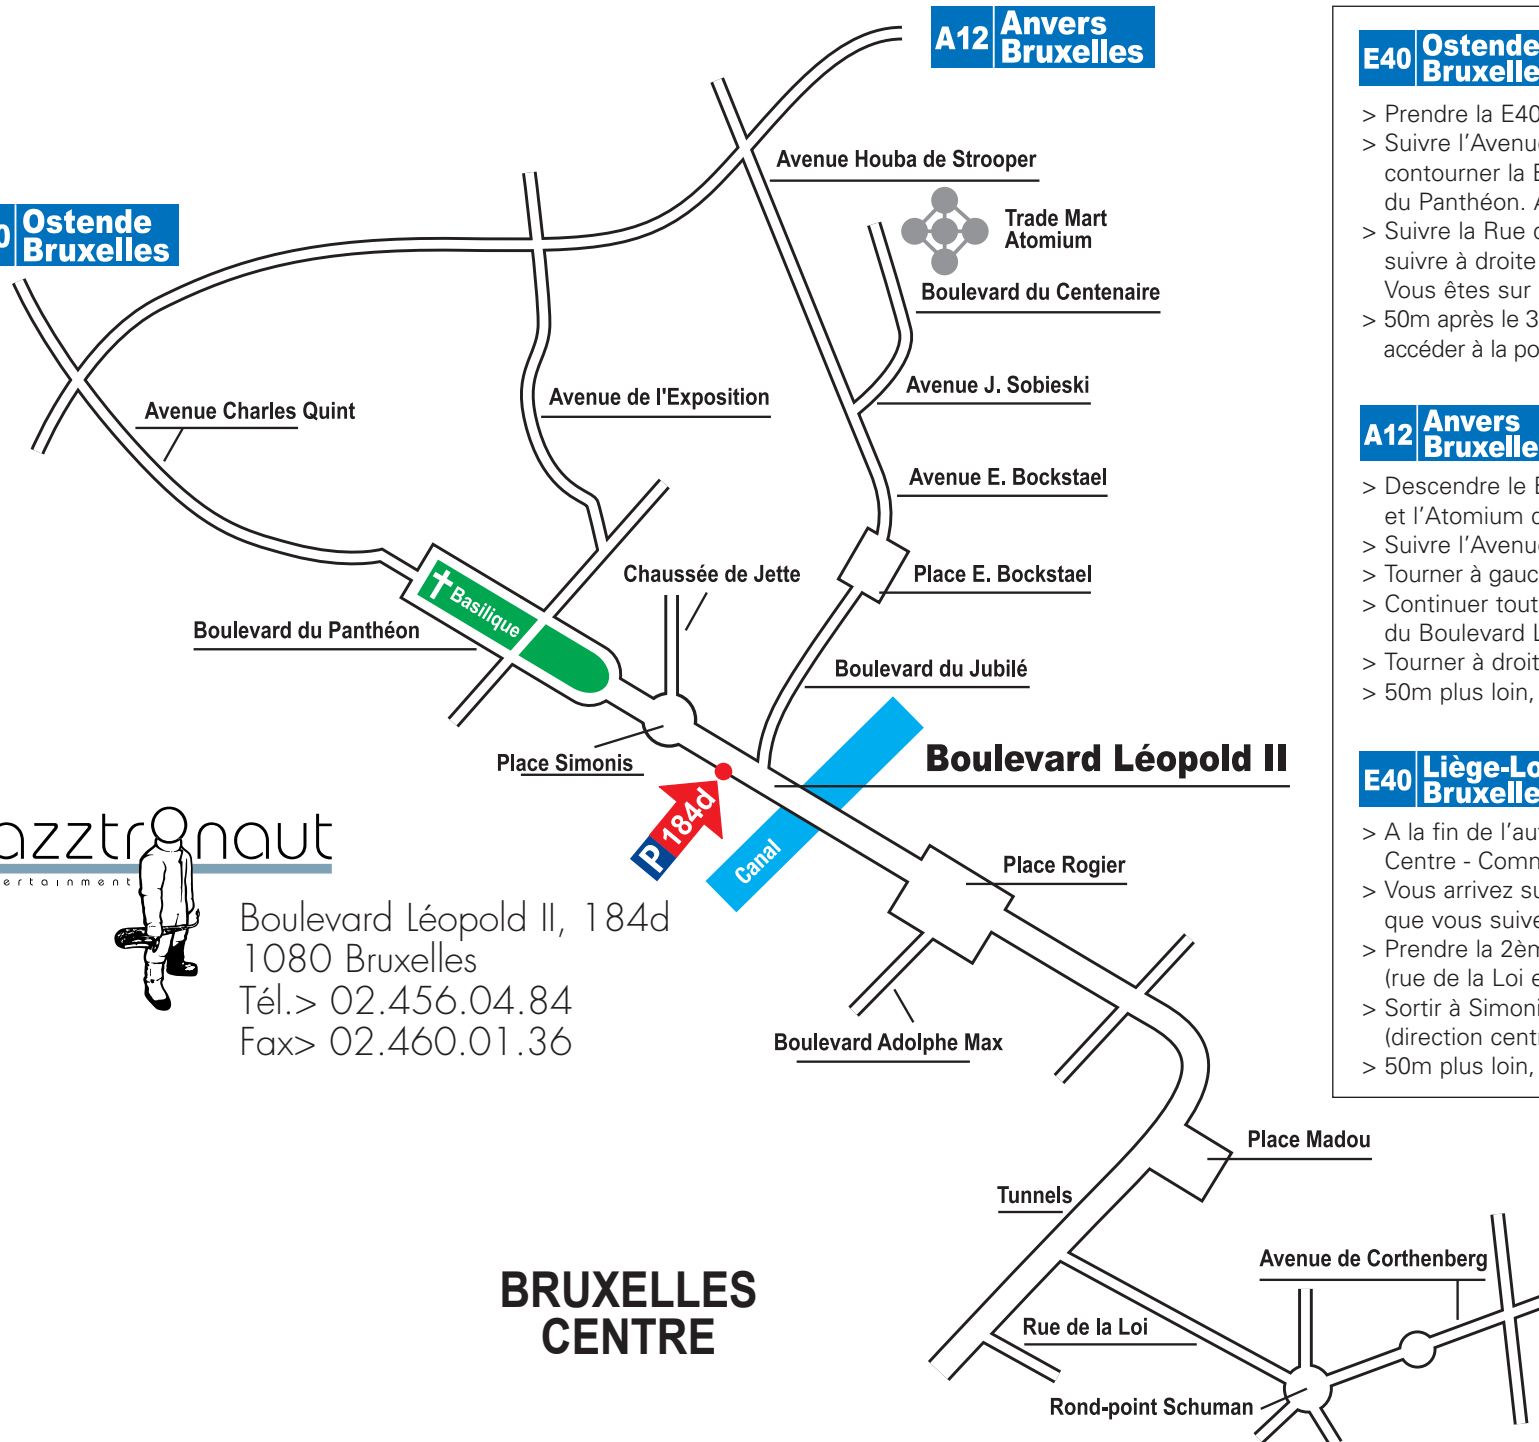 A12 Anvers
Bruxelles
Avenue Houba de Strooper
Trade Mart
Atomium
Ostende
Bruxelles
Boulevard du Centenaire
Avenue J. Sobieski
Avenue de l'Exposition
Avenue Charles Quint
Avenue E. Bockstael
Chaussée de Jette
Place E. Bockstael
Basilique
Boulevard du Panthéon
Boulevard du Jubilé
Place Simonis
Boulevard Léopold II
P 184d
Canal
Place Rogier
Boulevard Adolphe Max
Place Madou
Tunnels
Avenue de Corthenberg
Rue de la Loi
Rond-point Schuman
BRUXELLES
CENTRE
azztronaut
ertainment
Boulevard Léopold II, 184d
1080 Bruxelles
Tél.> 02.456.04.84
Fax> 02.460.01.36
E40 Ostende
Bruxelle
> Prendre la E40
> Suivre l'Avenue
contourner la
du Panthéon.
> Suivre la Rue
suivre à droite
Vous êtes sur
> 50m après le 3
accéder à la po
A12 Anvers
Bruxelle
> Descendre le
et l'Atomium
> Suivre l'Avenue
> Tourner à gauc
> Continuer tout
du Boulevard L
> Tourner à droit
> 50m plus loin,
E40 Liège-Lo
Bruxelle
> A la fin de l'au
Centre - Comn
> Vous arrivez su
que vous suive
> Prendre la 2èm
(rue de la Loi e
> Sortir à Simoni
(direction cent
> 50m plus loin,